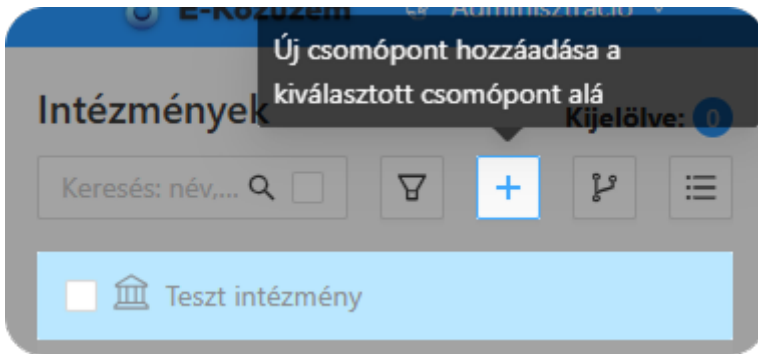 E-Közüzem Adminisztráció
Új csomópont hozzáadása a
kiválasztott csomópont alá
Intézmények
Kijelölve: 0
Keresés: név,...
Teszt intézmény